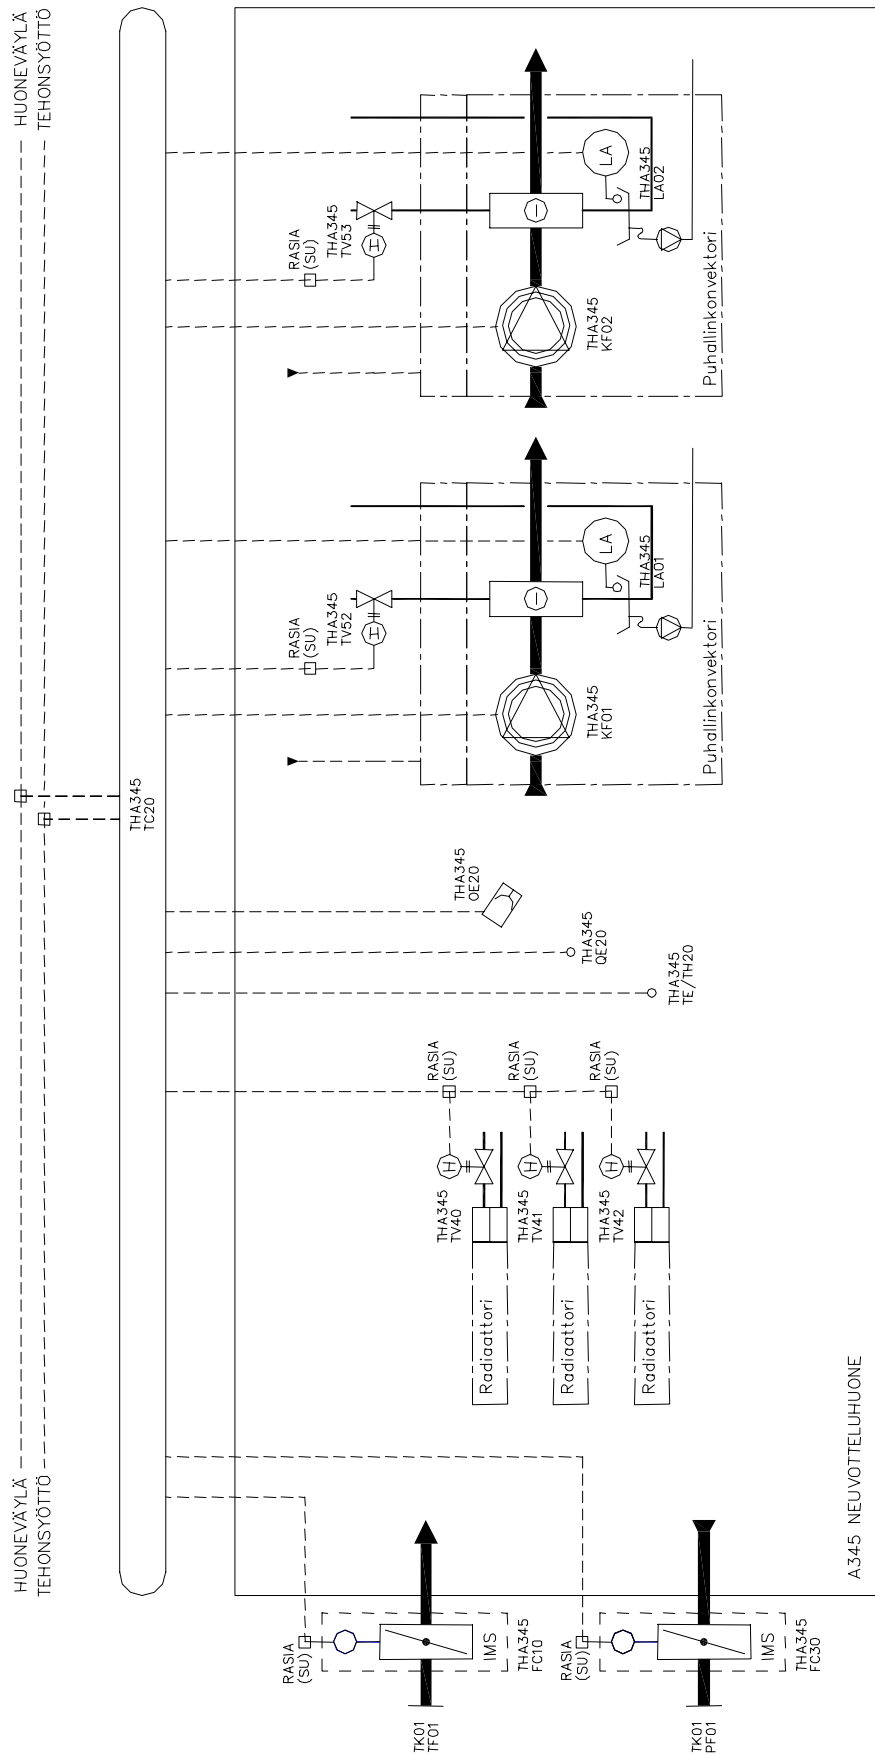 HUONEVÄYLÄ
HUONEVÄYLÄ
TEHONSYÖTTÖ
TEHONSYÖTTÖ
THA345
TC20
RASIA
(SU)
RASIA
(SU)
RASIA
(SU)
THA345
TV52
THA345
TV53
H
H
TK01
TF01
IMS
THA345
FC10
RASIA
(SU)
THA345
TV40
H
Radiaattori
THA345
OE20
RASIA
(SU)
THA345
TV41
H
Radiaattori
RASIA
(SU)
THA345
QE20
THA345
KF01
THA345
KF02
LA
LA
RASIA
(SU)
THA345
TV42
H
Radiaattori
THA345
LA01
THA345
LA02
THA345
TE/TH20
Puhallinkonvektori
Puhallinkonvektori
TK01
PF01
IMS
THA345
FC30
A345 NEUVOTTELUHUONE